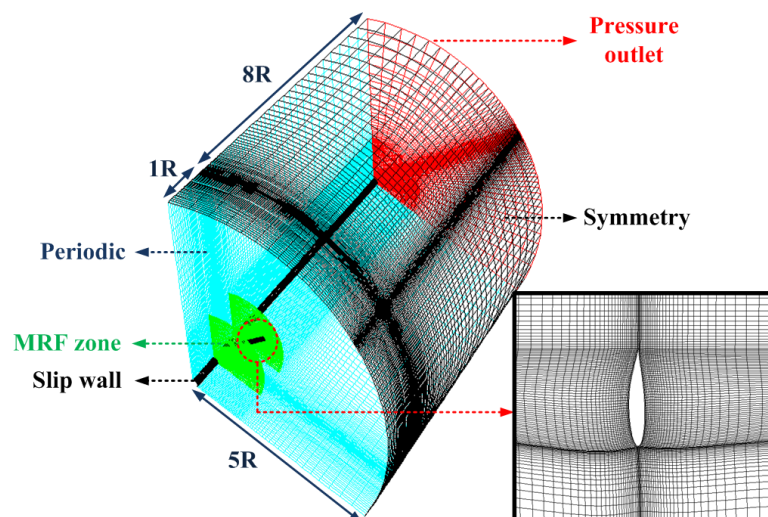 Pressure
outlet
8R
1R
Symmetry
Periodic
MRF zone
Slip wall
5R